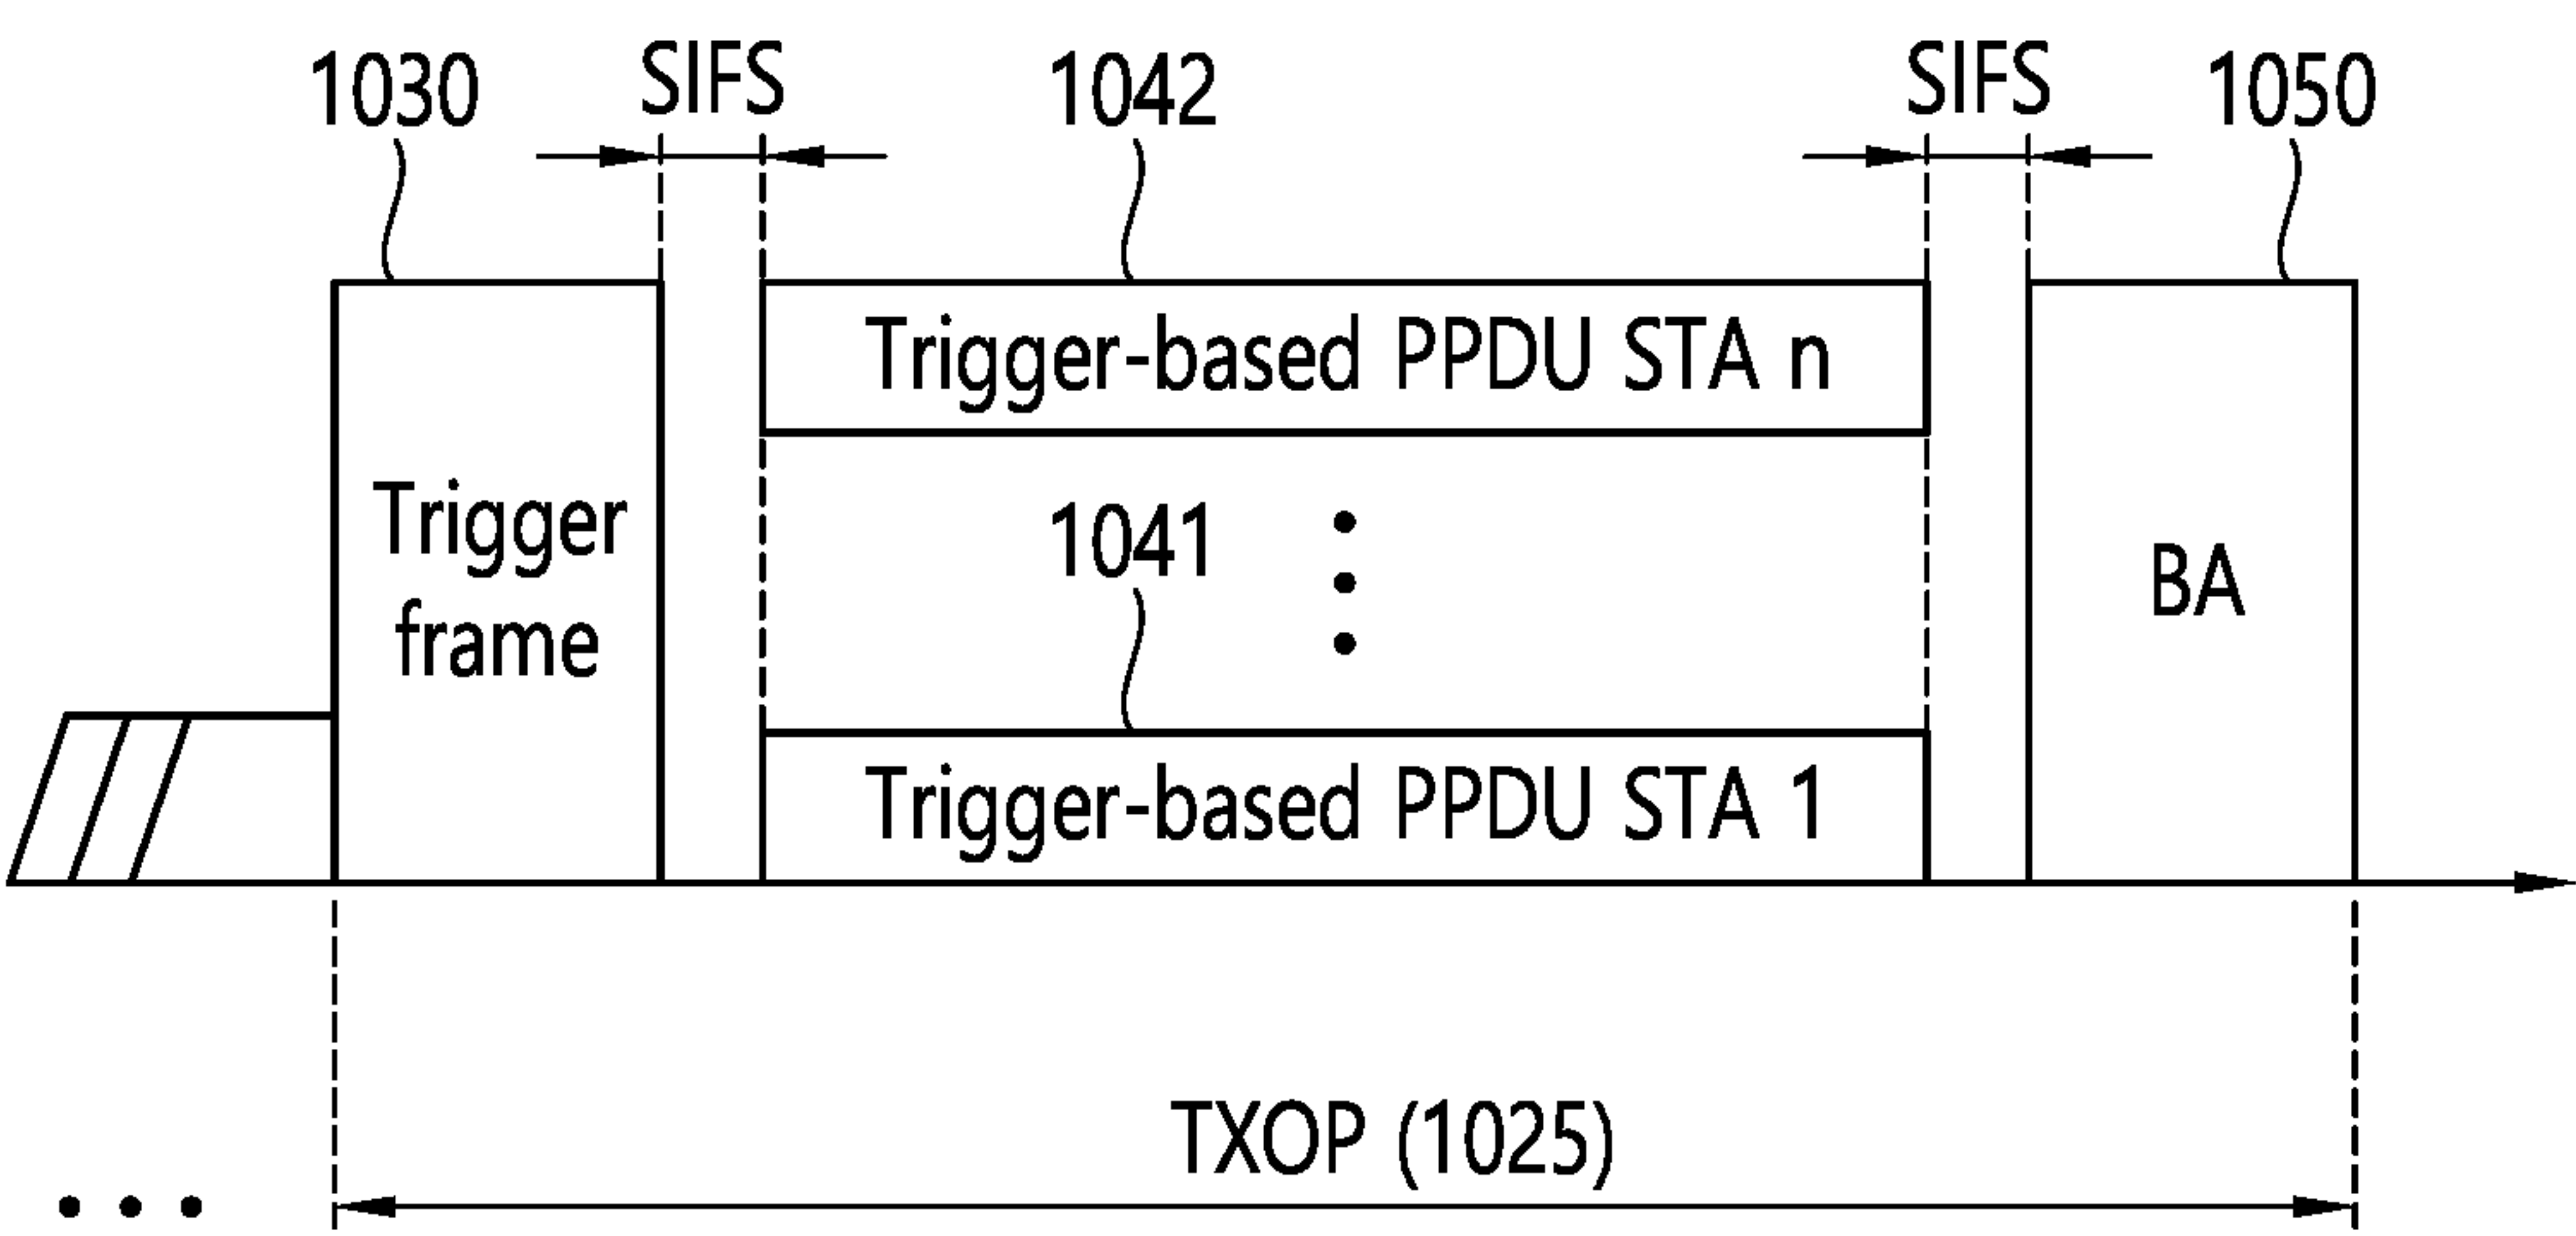 1030
SIFS
1042
SIFS
1050
Trigger-based PPDU STA n
Trigger
frame
1041
BA
Trigger-based PPDU STA 1
TXOP (1025)